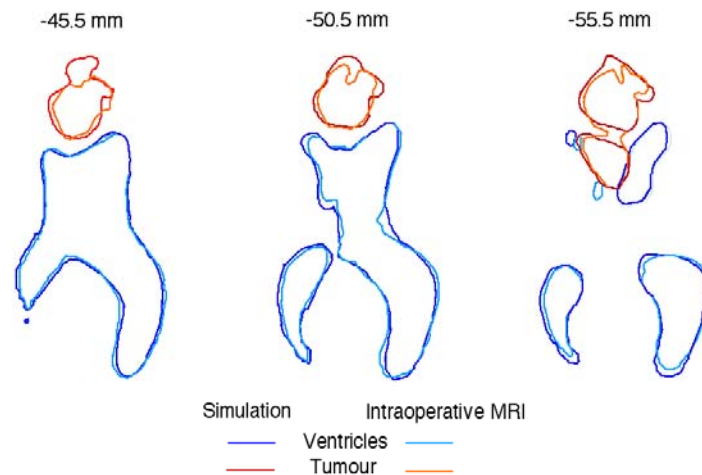 -45.5 mm -50.5 mm -55.5 mm
Simulation Intraoperative MRI
Ventricles
Tumour